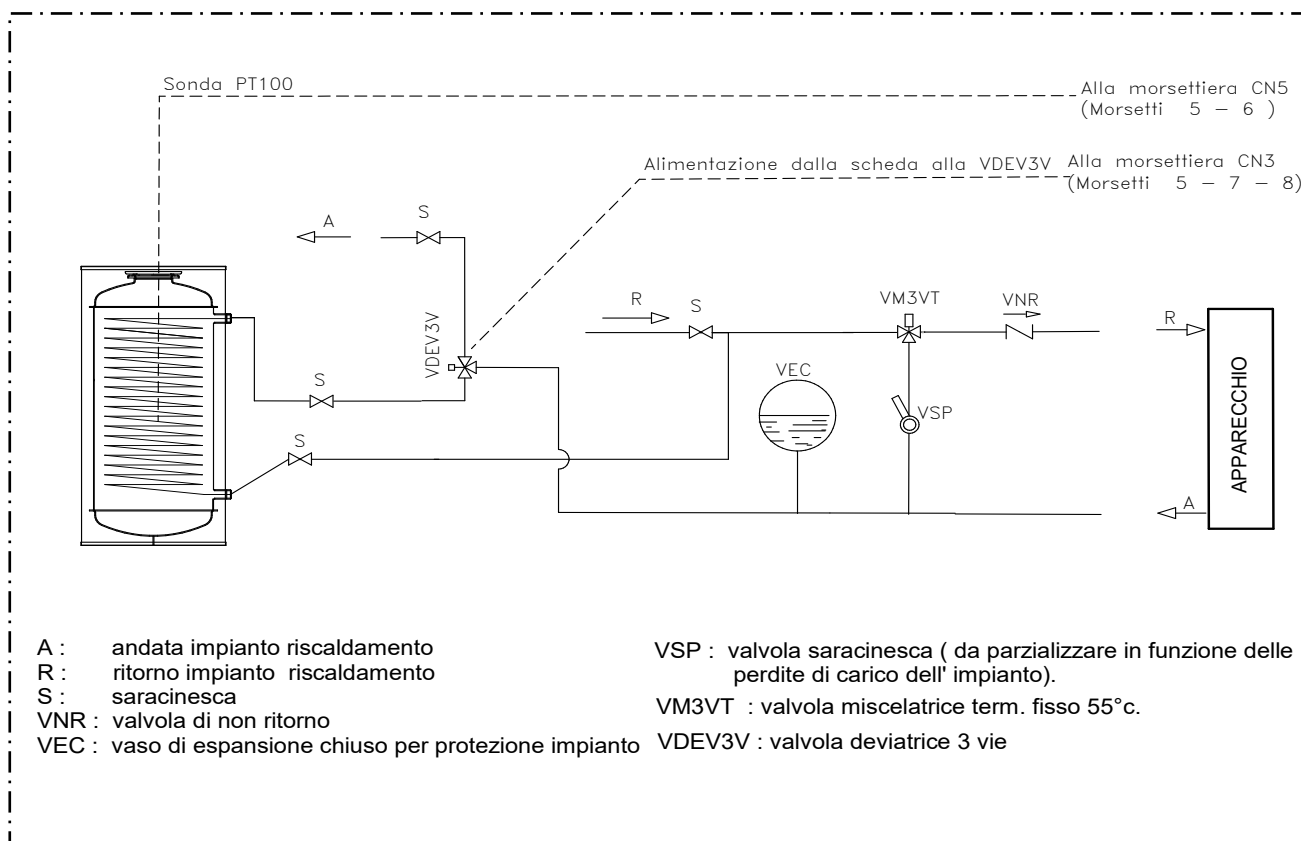 Sonda PT100
Alla morsettiera CN5
(Morsetti 5 – 6 )
Alimentazione dalla scheda alla VDEV3V
Alla morsettiera CN3
(Morsetti 5 – 7 – 8)
A
S
R
S
VM3VT
VNR
R
VDEV3V
S
VEC
VSP
S
APPARECCHIO
A
A : andata impianto riscaldamento
R : ritorno impianto riscaldamento
S : saracinesca
VNR : valvola di non ritorno
VEC : vaso di espansione chiuso per protezione impianto
VSP : valvola saracinesca ( da parzializzare in funzione delle
perdite di carico dell' impianto).
VM3VT : valvola miscelatrice term. fisso 55°c.
VDEV3V : valvola deviatrice 3 vie